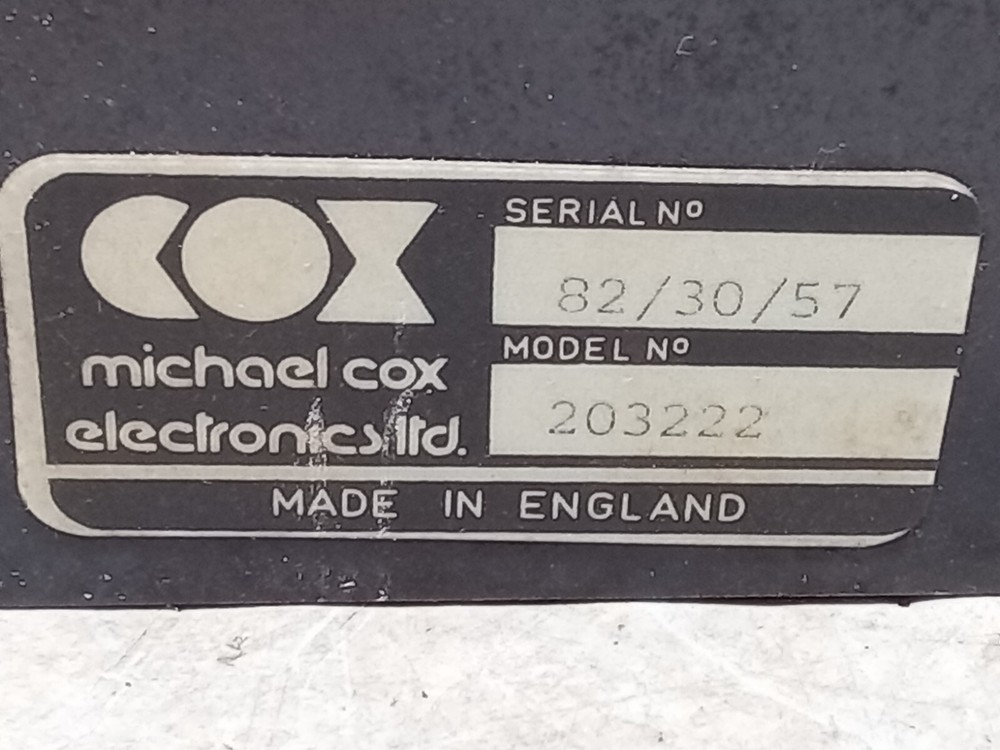 COX
michael cox
electronics ltd.
SERIAL Nº
82/30/57
MODEL Nº
203222
MADE IN ENGLAND